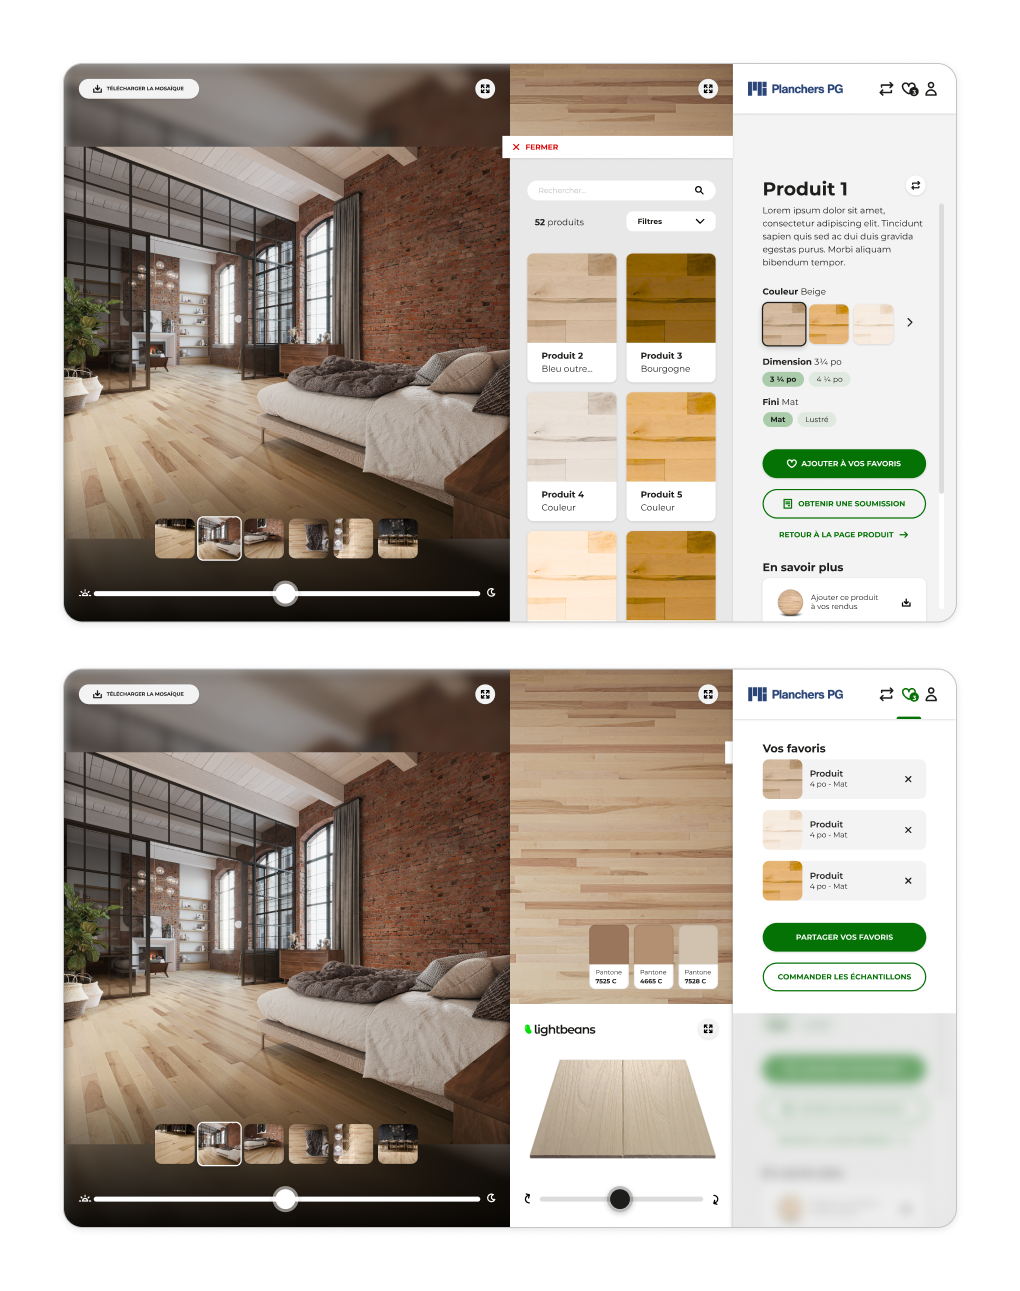 TÉLÉCHARGER LA MOSAÏQUE
FERMER
Rechercher...
52 produits
Filtres
Produit 2
Bleu outre...
Produit 3
Bourgogne
Produit 4
Couleur
Produit 5
Couleur
Planchers PG
3
Produit 1
Lorem ipsum dolor sit amet,
consectetur adipiscing elit. Tincidunt
sapien quis sed ac dui duis gravida
egestas purus. Morbi aliquam
bibendum tempor.
Couleur Beige
Dimension 3¼ po
3 ¼ po
4 ¼ po
Fini Mat
Mat
Lustré
AJOUTER À VOS FAVORIS
OBTENIR UNE SOUMISSION
RETOUR À LA PAGE PRODUIT
En savoir plus
Ajouter ce produit
à vos rendus
TÉLÉCHARGER LA MOSAÏQUE
Pantone
7525 C
Pantone
4665 C
Pantone
7528 C
lightbeans
Planchers PG
3
Vos favoris
Produit
4 po - Mat
Produit
4 po - Mat
Produit
4 po - Mat
PARTAGER VOS FAVORIS
COMMANDER LES ÉCHANTILLONS